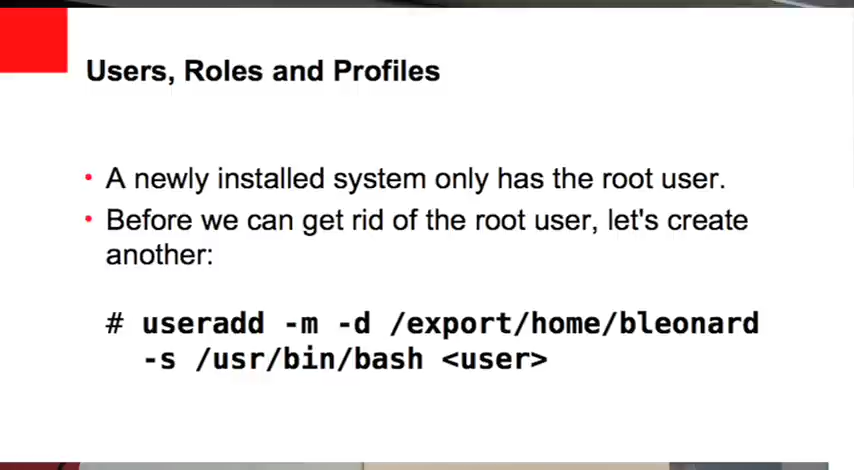 Users, Roles and Profiles
• A newly installed system only has the root user.
• Before we can get rid of the root user, let's create
another:
# useradd -m -d /export/home/bleonard
-s /usr/bin/bash <user>